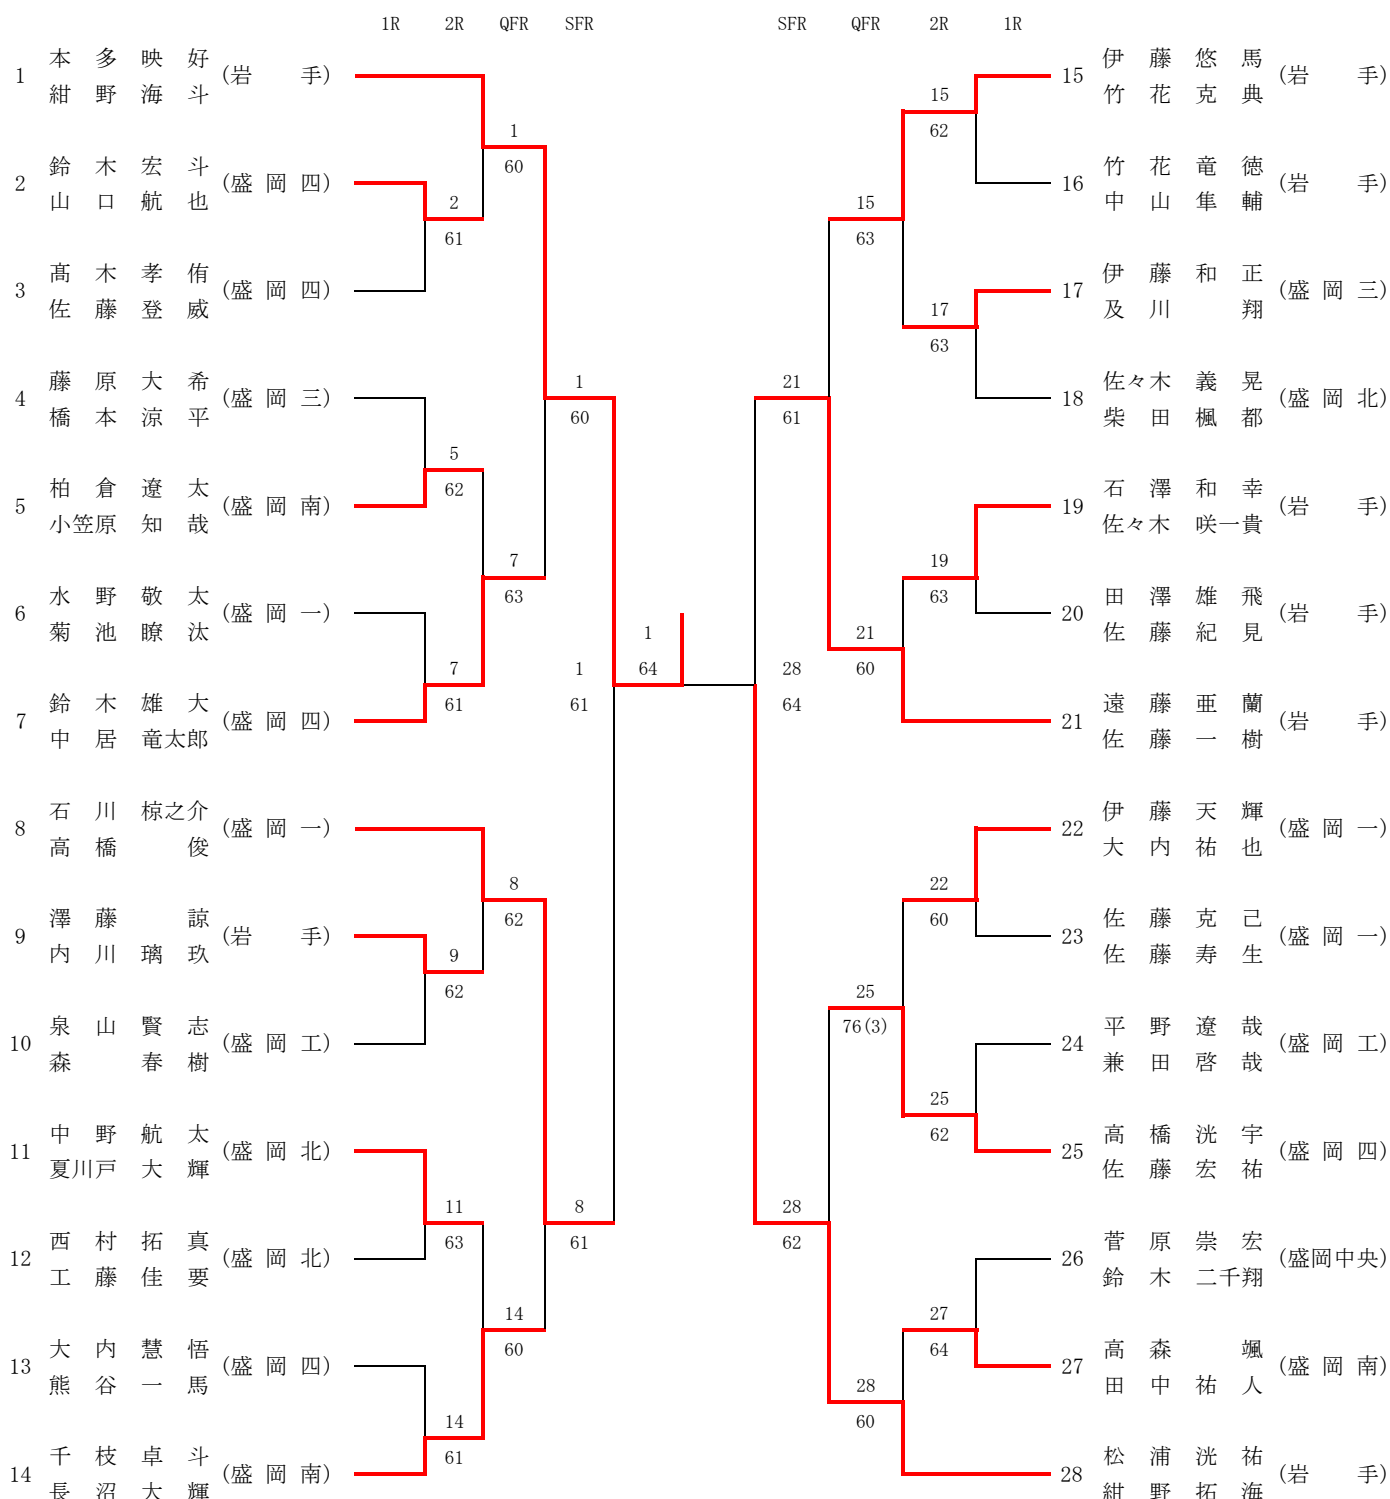 1R 2R QFR SFR SFR QFR 2R 1R
1 本多映好 紺野海斗 (岩手)
2 鈴木宏斗 山口航也 (盛岡四)
3 髙木孝侑 佐藤登威 (盛岡四)
4 藤原大希 橋本涼平 (盛岡三)
5 柏倉遼太 小笠原知哉 (盛岡南)
6 水野敬太 菊池瞭汰 (盛岡一)
7 鈴木雄大 中居竜太郎 (盛岡四)
8 石川椋之介 高橋俊 (盛岡一)
9 澤藤諒 内川璃玖 (岩手)
10 泉山賢志 森春樹 (盛岡工)
11 中野航太 夏川戸大輝 (盛岡北)
12 西村拓真 工藤佳要 (盛岡北)
13 大内慧悟 熊谷一馬 (盛岡四)
14 千枝卓斗 長沼大輝 (盛岡南)
2 61
5 62
7 61
9 62
11 63
14 61
1 60
7 63
8 62
14 60
1 60
8 61
1 61
1 64
28 64
21 61
28 62
15 63
21 60
25 76(3)
28 60
15 62
17 63
19 63
22 60
25 62
27 64
15 伊藤悠馬 竹花克典 (岩手)
16 竹花竜徳 中山隼輔 (岩手)
17 伊藤和正 及川翔 (盛岡三)
18 佐々木義晃 柴田楓都 (盛岡北)
19 石澤和幸 佐々木咲一貴 (岩手)
20 田澤雄飛 佐藤紀見 (岩手)
21 遠藤亜蘭 佐藤一樹 (岩手)
22 伊藤天輝 大内祐也 (盛岡一)
23 佐藤克己 佐藤寿生 (盛岡一)
24 平野遼哉 兼田啓哉 (盛岡工)
25 高橋洸宇 佐藤宏祐 (盛岡四)
26 菅原崇宏 鈴木二千翔 (盛岡中央)
27 高森颯 田中祐人 (盛岡南)
28 松浦洸祐 紺野拓海 (岩手)